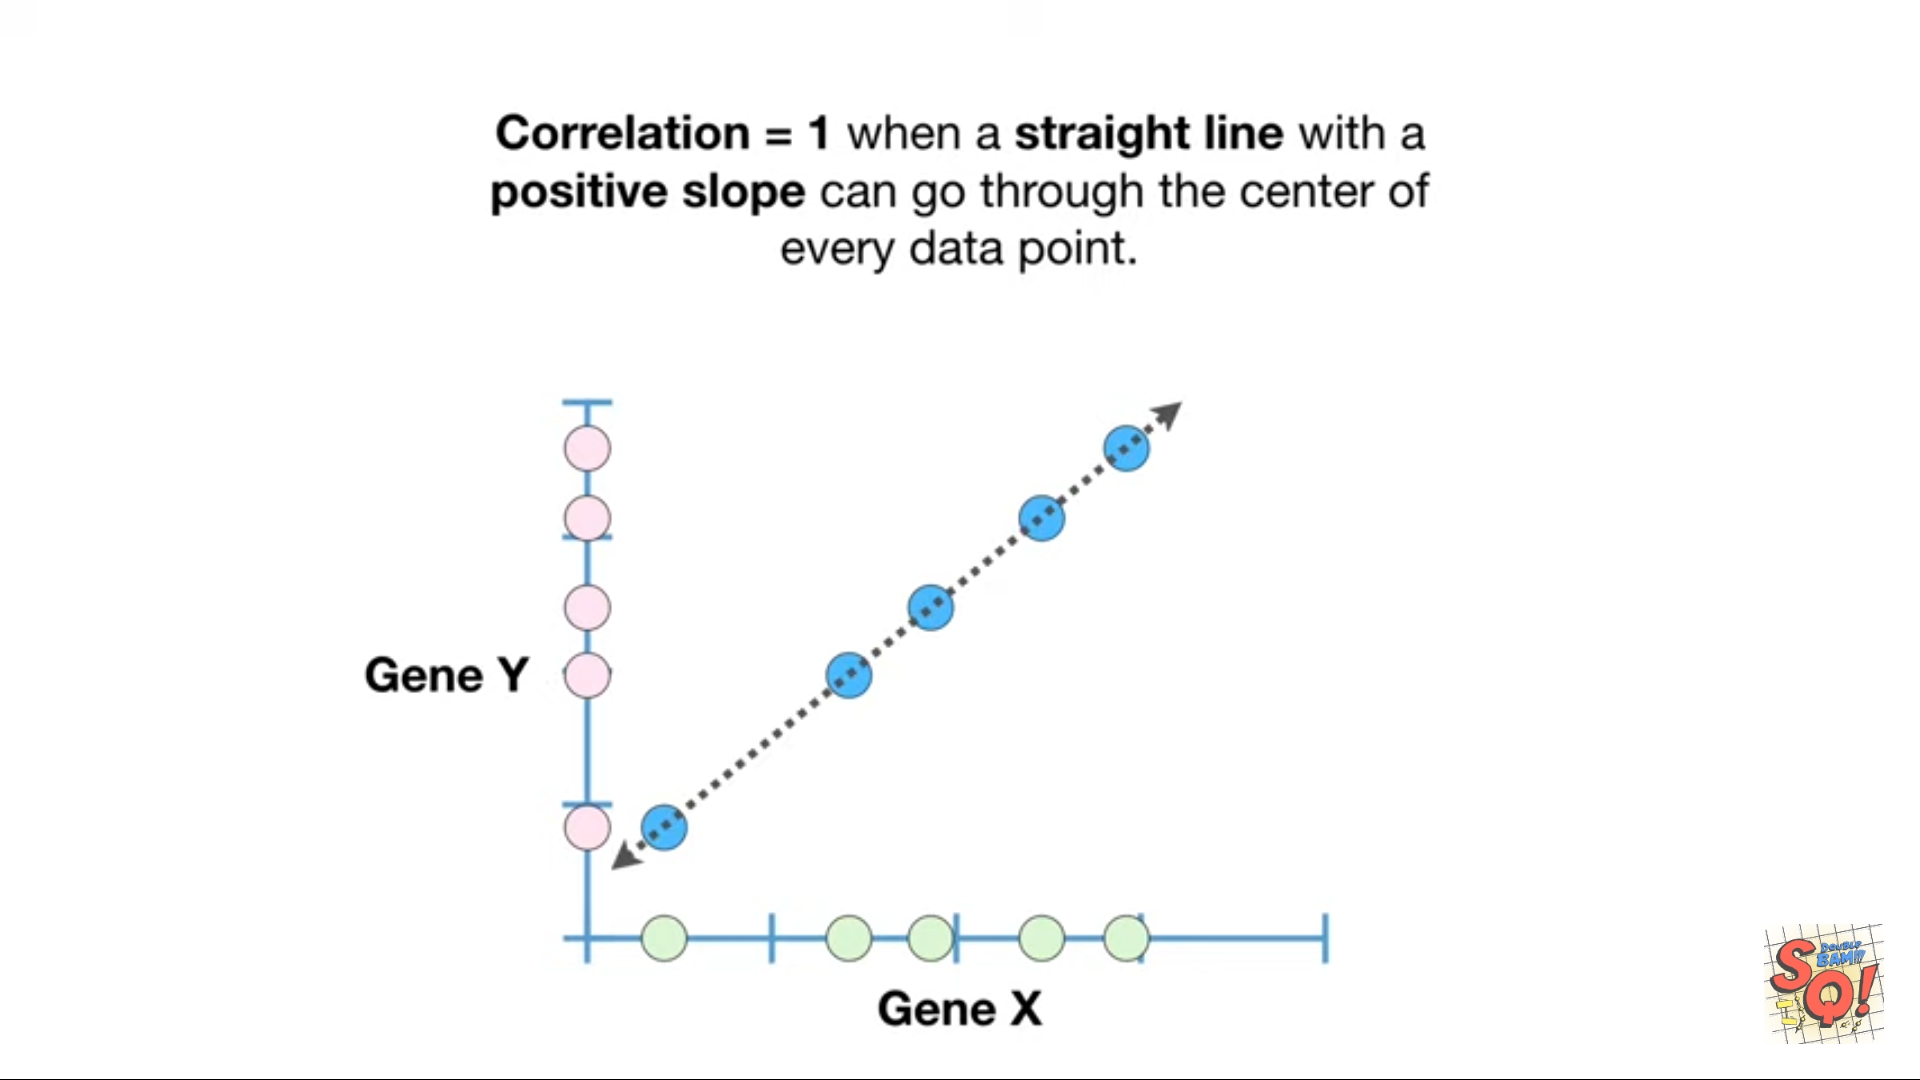 Correlation = 1 when a straight line with a
positive slope can go through the center of
every data point.
Gene Y
Gene X
DOUBLE
BAM!!
SQ!